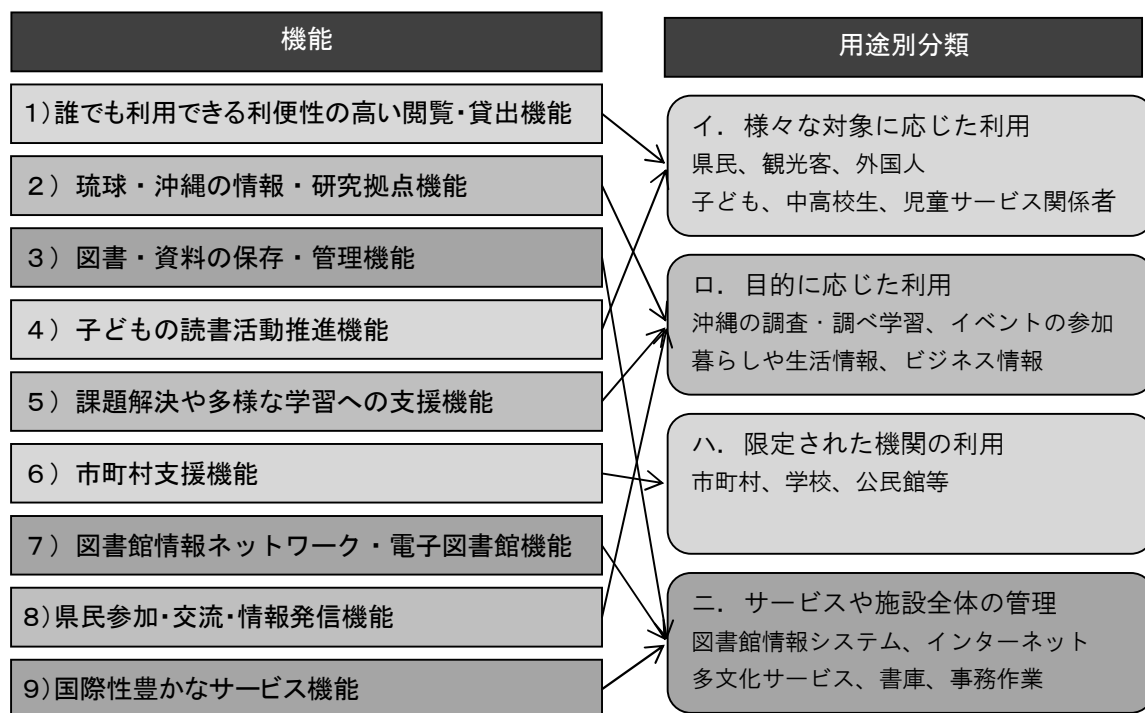 機能
1)誰でも利用できる利便性の高い閲覧・貸出機能
２）琉球・沖縄の情報・研究拠点機能
３）図書・資料の保存・管理機能
４）子どもの読書活動推進機能
５）課題解決や多様な学習への支援機能
６）市町村支援機能
７）図書館情報ネットワーク・電子図書館機能
8)県民参加・交流・情報発信機能
9)国際性豊かなサービス機能
用途別分類
イ．様々な対象に応じた利用
県民、観光客、外国人
子ども、中高校生、児童サービス関係者
ロ．目的に応じた利用
沖縄の調査・調べ学習、イベントの参加
暮らしや生活情報、ビジネス情報
ハ．限定された機関の利用
市町村、学校、公民館等
ニ．サービスや施設全体の管理
図書館情報システム、インターネット
多文化サービス、書庫、事務作業